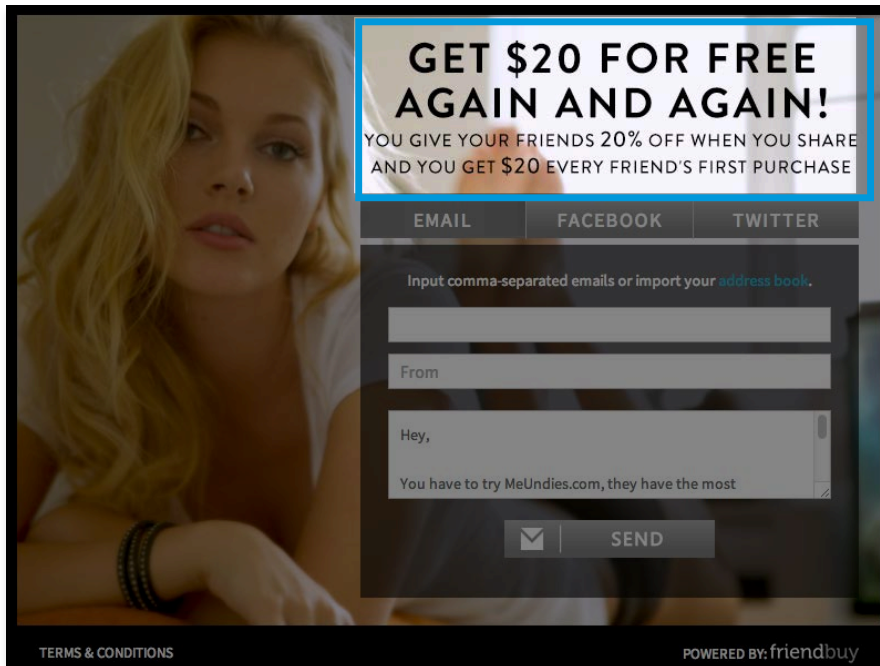 GET $20 FOR FREE
AGAIN AND AGAIN!
YOU GIVE YOUR FRIENDS 20% OFF WHEN YOU SHARE
AND YOU GET $20 EVERY FRIEND'S FIRST PURCHASE
EMAIL FACEBOOK TWITTER
Input comma-separated emails or import your address book.
From
Hey,
You have to try MeUndies.com, they have the most
SEND
TERMS & CONDITIONS POWERED BY: friendbuy